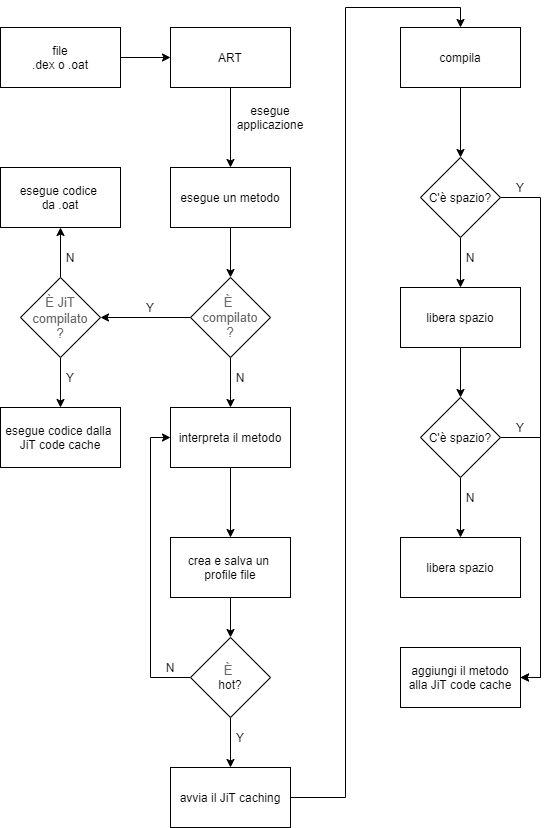 file
.dex o .oat
ART
esegue
applicazione
esegue un metodo
È
compilato
?
Y
È JiT
compilato
?
N
esegue codice
da .oat
Y
esegue codice dalla
JiT code cache
N
interpreta il metodo
crea e salva un
profile file
È
hot?
N
Y
avvia il JiT caching
compila
C'è spazio?
Y
N
libera spazio
C'è spazio?
Y
N
libera spazio
aggiungi il metodo
alla JiT code cache